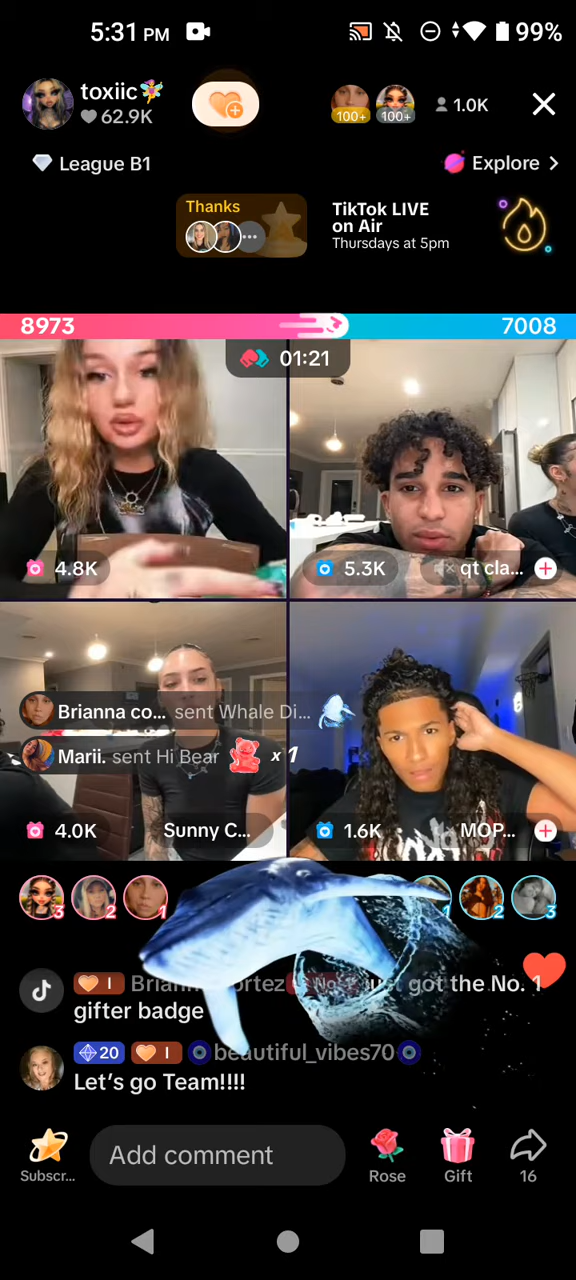 5:31 PM
99%
toxiic
62.9K
100+
100+
1.0K
League B1
Explore >
Thanks
TikTok LIVE
on Air
Thursdays at 5pm
8973
7008
01:21
4.8K
5.3K
qt cla...
Brianna co... sent Whale Di...
Marii. sent Hi Bear x 1
4.0K
Sunny C...
1.6K
MOP...
3
2
1
1
2
3
I
No. 1
just got the No. 1
gifter badge
20 I beautiful_vibes70
Let's go Team!!!!
Subscr...
Add comment
Rose
Gift
16